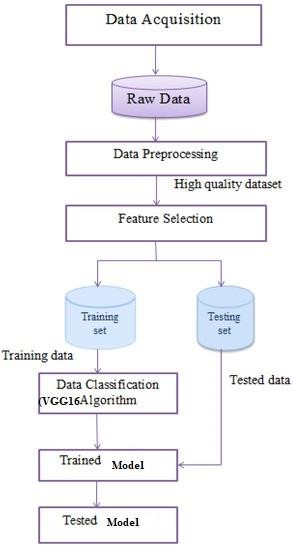 Data Acquisition
Raw Data
Data Preprocessing
High quality dataset
Feature Selection
Training
set
Testing
set
Training data
Tested data
Data Classification
(VGG16Algorithm
Trained Model
Tested Model